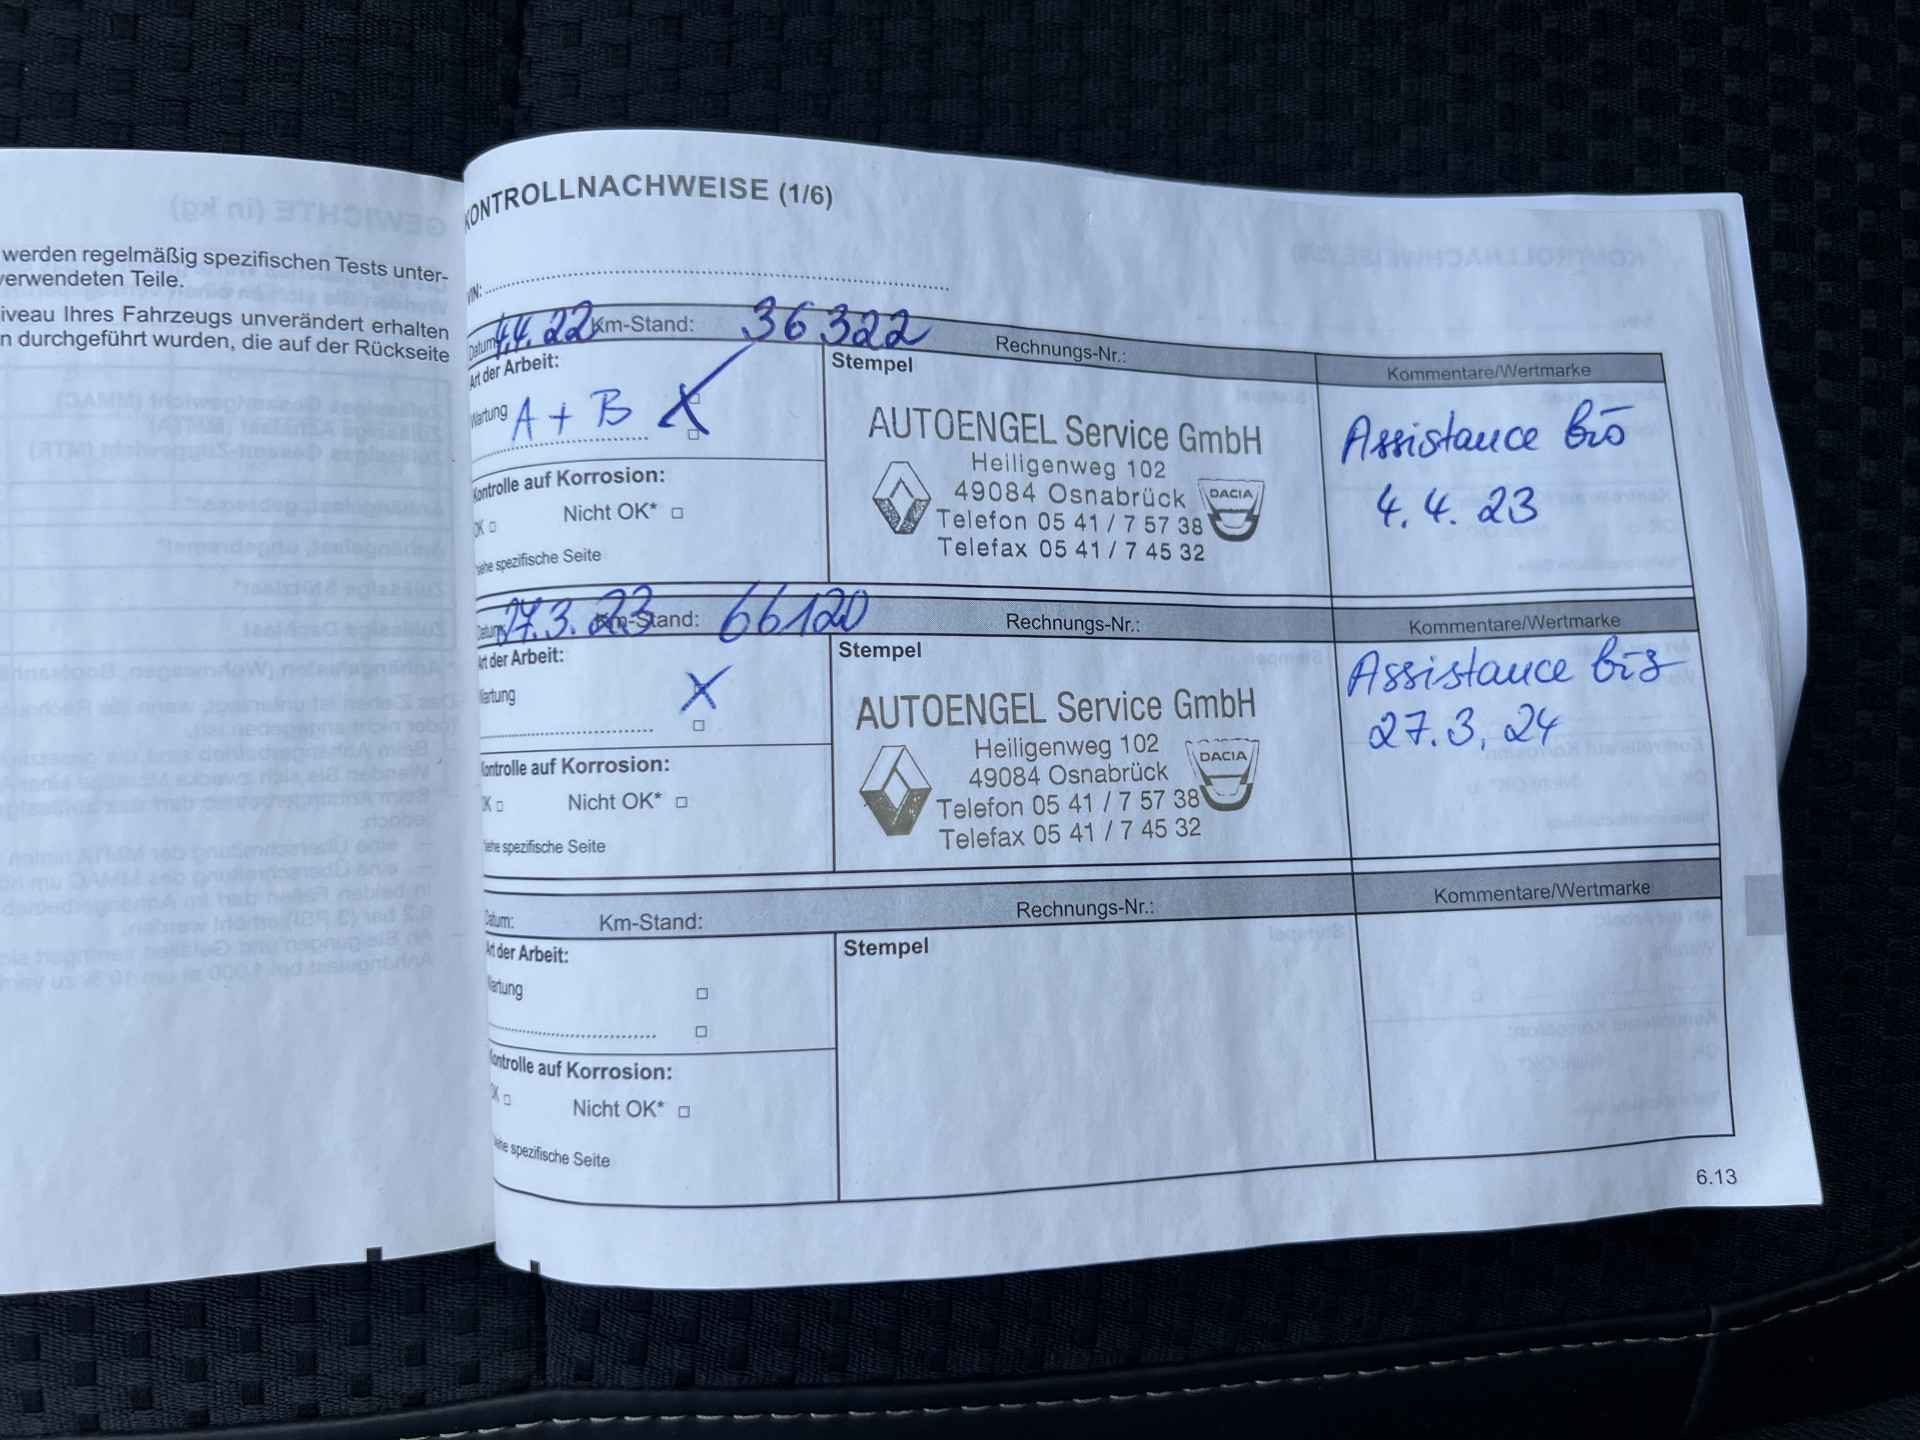 werden regelmäßig spezifischen Tests unter-
verwendeten Teile.
iveau Ihres Fahrzeugs unverändert erhalten
n durchgeführt wurden, die auf der Rückseite
KONTROLLNACHWEISE (1/6)
VIN:
Datum: 4.4.22 Km-Stand: 36322 Rechnungs-Nr.: Kommentare/Wertmarke
Art der Arbeit:
Wartung A + B X
Kontrolle auf Korrosion:
OK □ Nicht OK* □
*siehe spezifische Seite
Stempel
AUTOENGEL Service GmbH
Heiligenweg 102
49084 Osnabrück
Telefon 05 41 / 7 57 38
Telefax 05 41 / 7 45 32
DACIA
Assistance bis
4.4.23
Datum: 27.3.23 Km-Stand: 66120 Rechnungs-Nr.: Kommentare/Wertmarke
Art der Arbeit:
Wartung X
□
Kontrolle auf Korrosion:
OK □ Nicht OK* □
*siehe spezifische Seite
Stempel
AUTOENGEL Service GmbH
Heiligenweg 102
49084 Osnabrück
Telefon 05 41 / 7 57 38
Telefax 05 41 / 7 45 32
DACIA
Assistance bis
27.3.24
Datum: Km-Stand: Rechnungs-Nr.: Kommentare/Wertmarke
Art der Arbeit:
Wartung □
□
Kontrolle auf Korrosion:
OK □ Nicht OK* □
*siehe spezifische Seite
Stempel
6.13